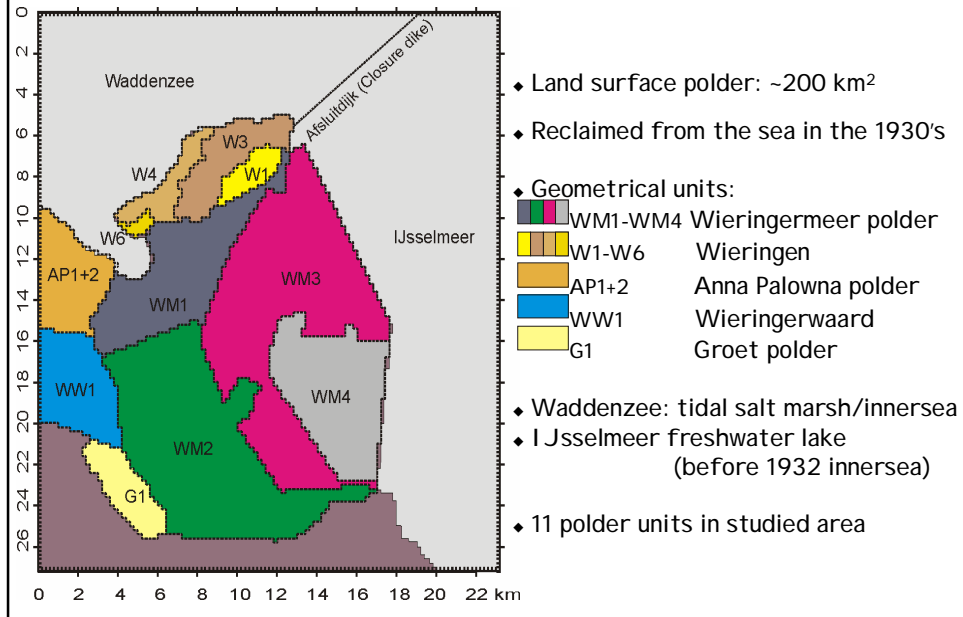 0
2
4
6
8
10
12
14
16
18
20
22
24
26
0 2 4 6 8 10 12 14 16 18 20 22 km
Waddenzee
Afsluitdijk (Closure dike)
W3
W4
W1
W6
IJsselmeer
AP1+2
WM3
WM1
WW1
WM4
WM2
G1
◆ Land surface polder: ~200 km²
◆ Reclaimed from the sea in the 1930's
◆ Geometrical units:
WM1-WM4 Wieringermeer polder
W1-W6 Wieringen
AP1+2 Anna Palowna polder
WW1 Wieringerwaard
G1 Groet polder
◆ Waddenzee: tidal salt marsh/innersea
◆ IJsselmeer freshwater lake
(before 1932 innersea)
◆ 11 polder units in studied area